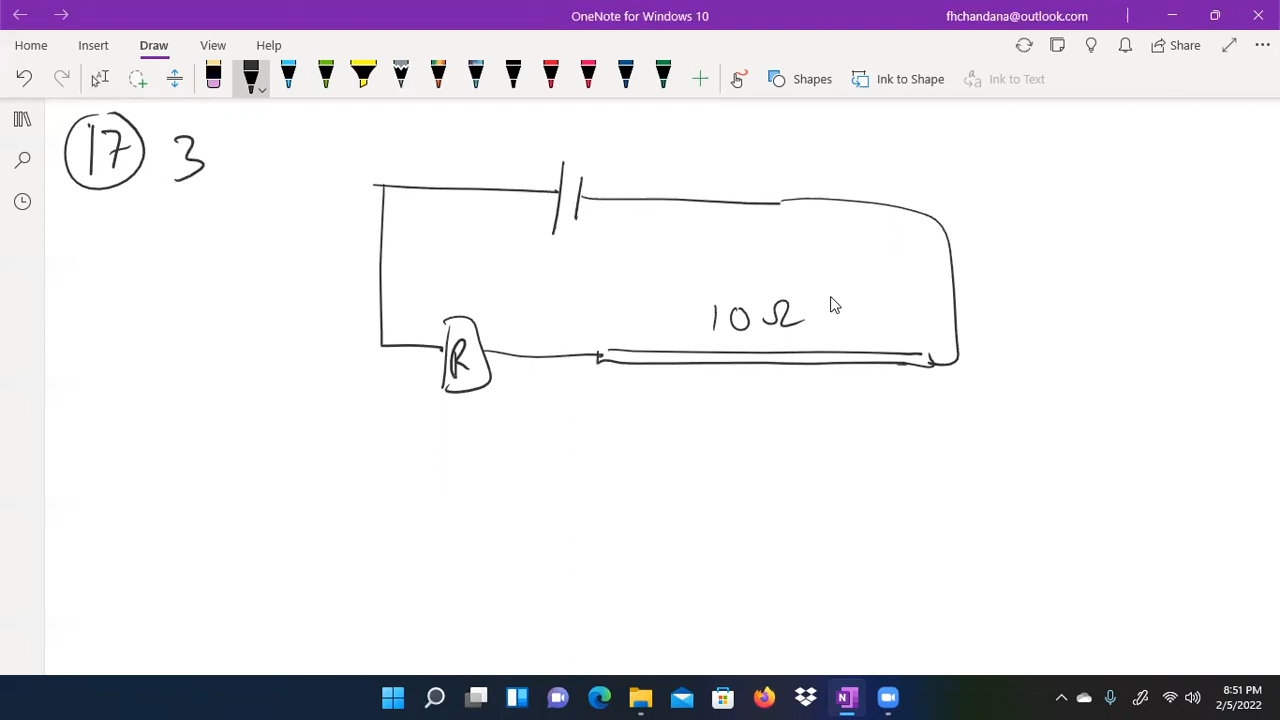 OneNote for Windows 10
fhchandana@outlook.com
Home Insert Draw View Help
Share
Shapes Ink to Shape Ink to Text
17 3
10 Ω
R
8:51 PM
2/5/2022